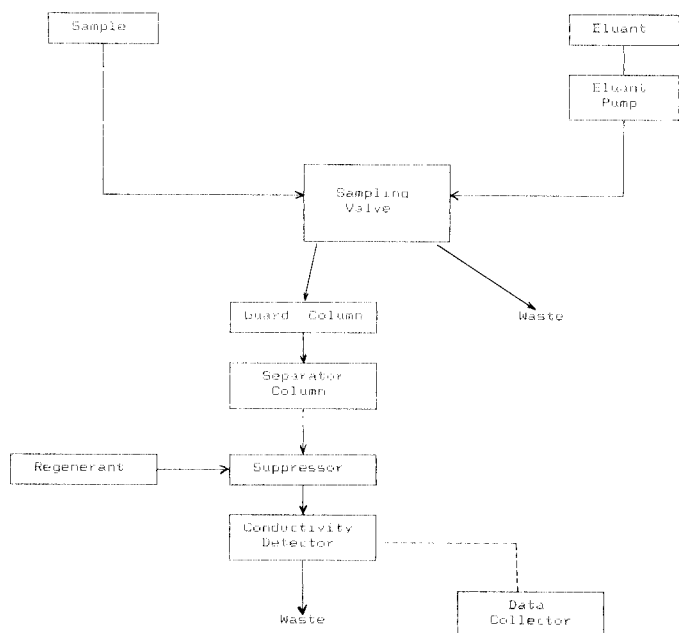 Sample
Eluant
Eluant
Pump
Sampling
Valve
Guard Column
Waste
Separator
Column
Regenerant
Suppressor
Conductivity
Detector
Waste
Data
Collector